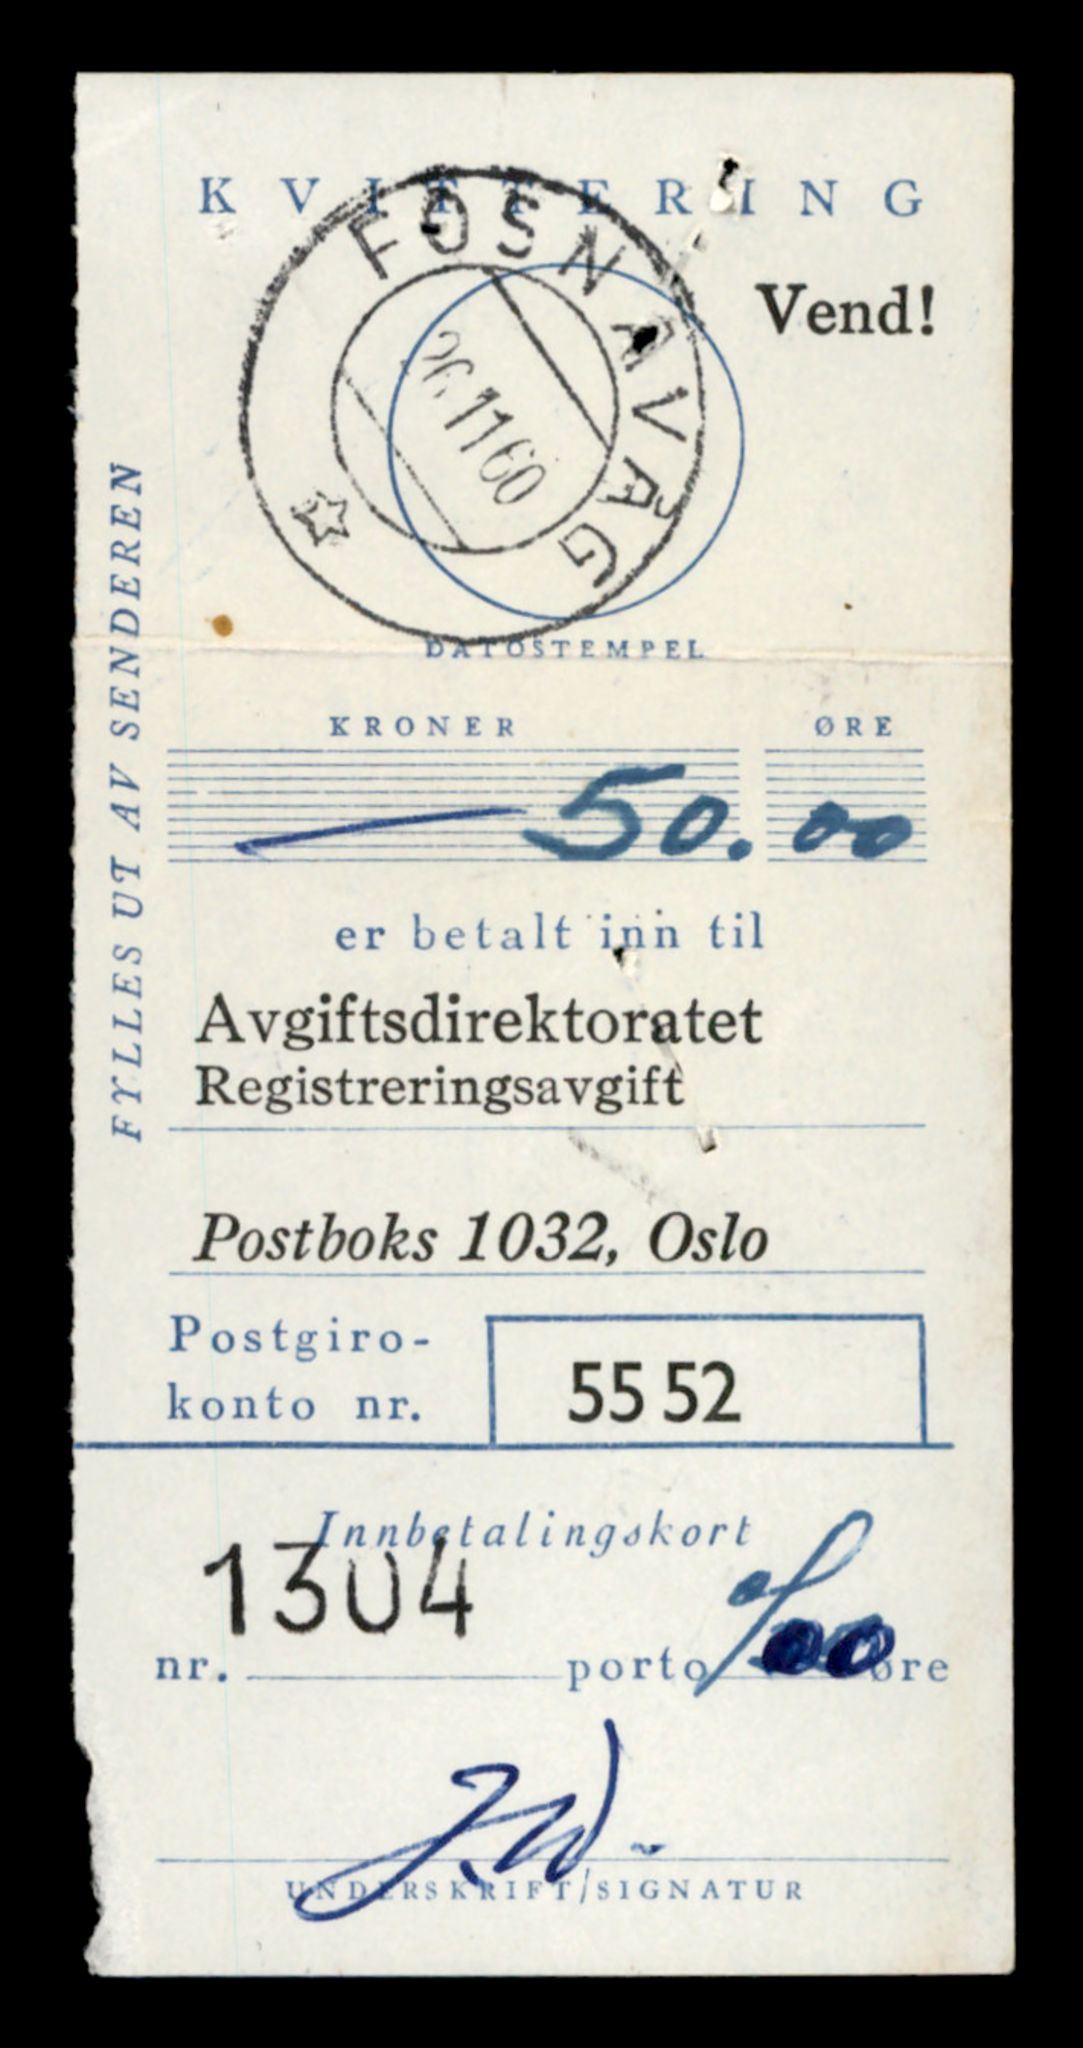 KVITTERING
FOSNAVÅG
26.11.60
Vend!
DATOSTEMPEL
FYLLES UT AV SENDEREN
KRONER ØRE
— 50.00
er betalt inn til
Avgiftsdirektoratet
Registreringsavgift
Postboks 1032, Oslo
Postgiro-
konto nr. 55 52
Innbetalingskort
1304
nr. porto øre
J.W.
UNDERSKRIFT/SIGNATUR